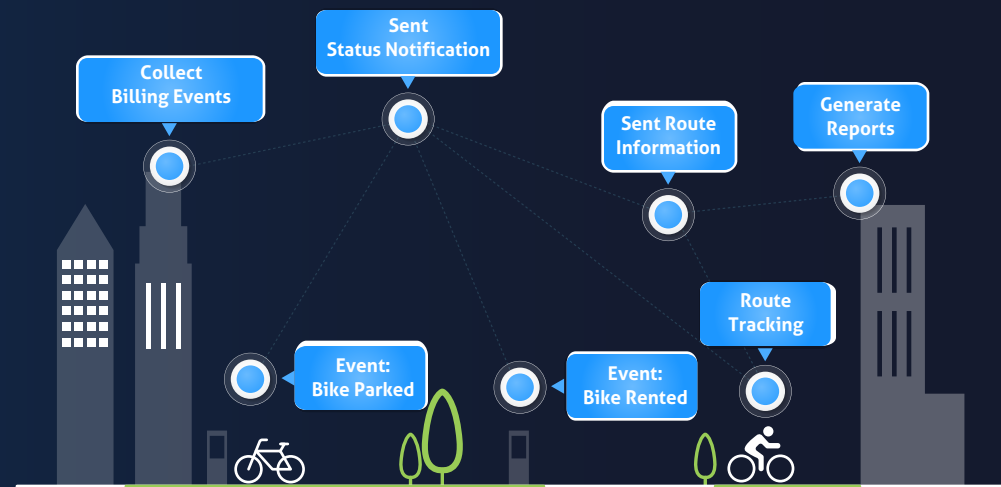 Sent
Status Notification
Collect
Billing Events
Generate
Reports
Sent Route
Information
Route
Tracking
Event:
Bike Parked
Event:
Bike Rented